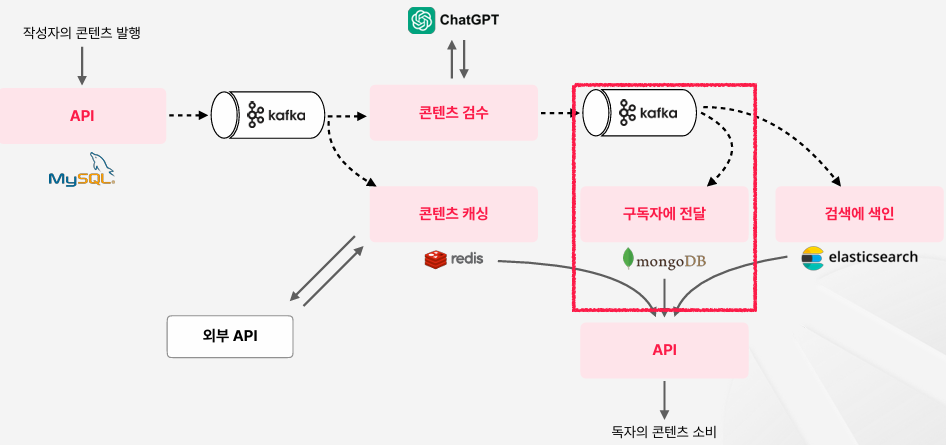 작성자의 콘텐츠 발행
ChatGPT
API
kafka
콘텐츠 검수
kafka
MySQL
콘텐츠 캐싱
구독자에 전달
검색에 색인
redis
mongoDB
elasticsearch
외부 API
API
독자의 콘텐츠 소비